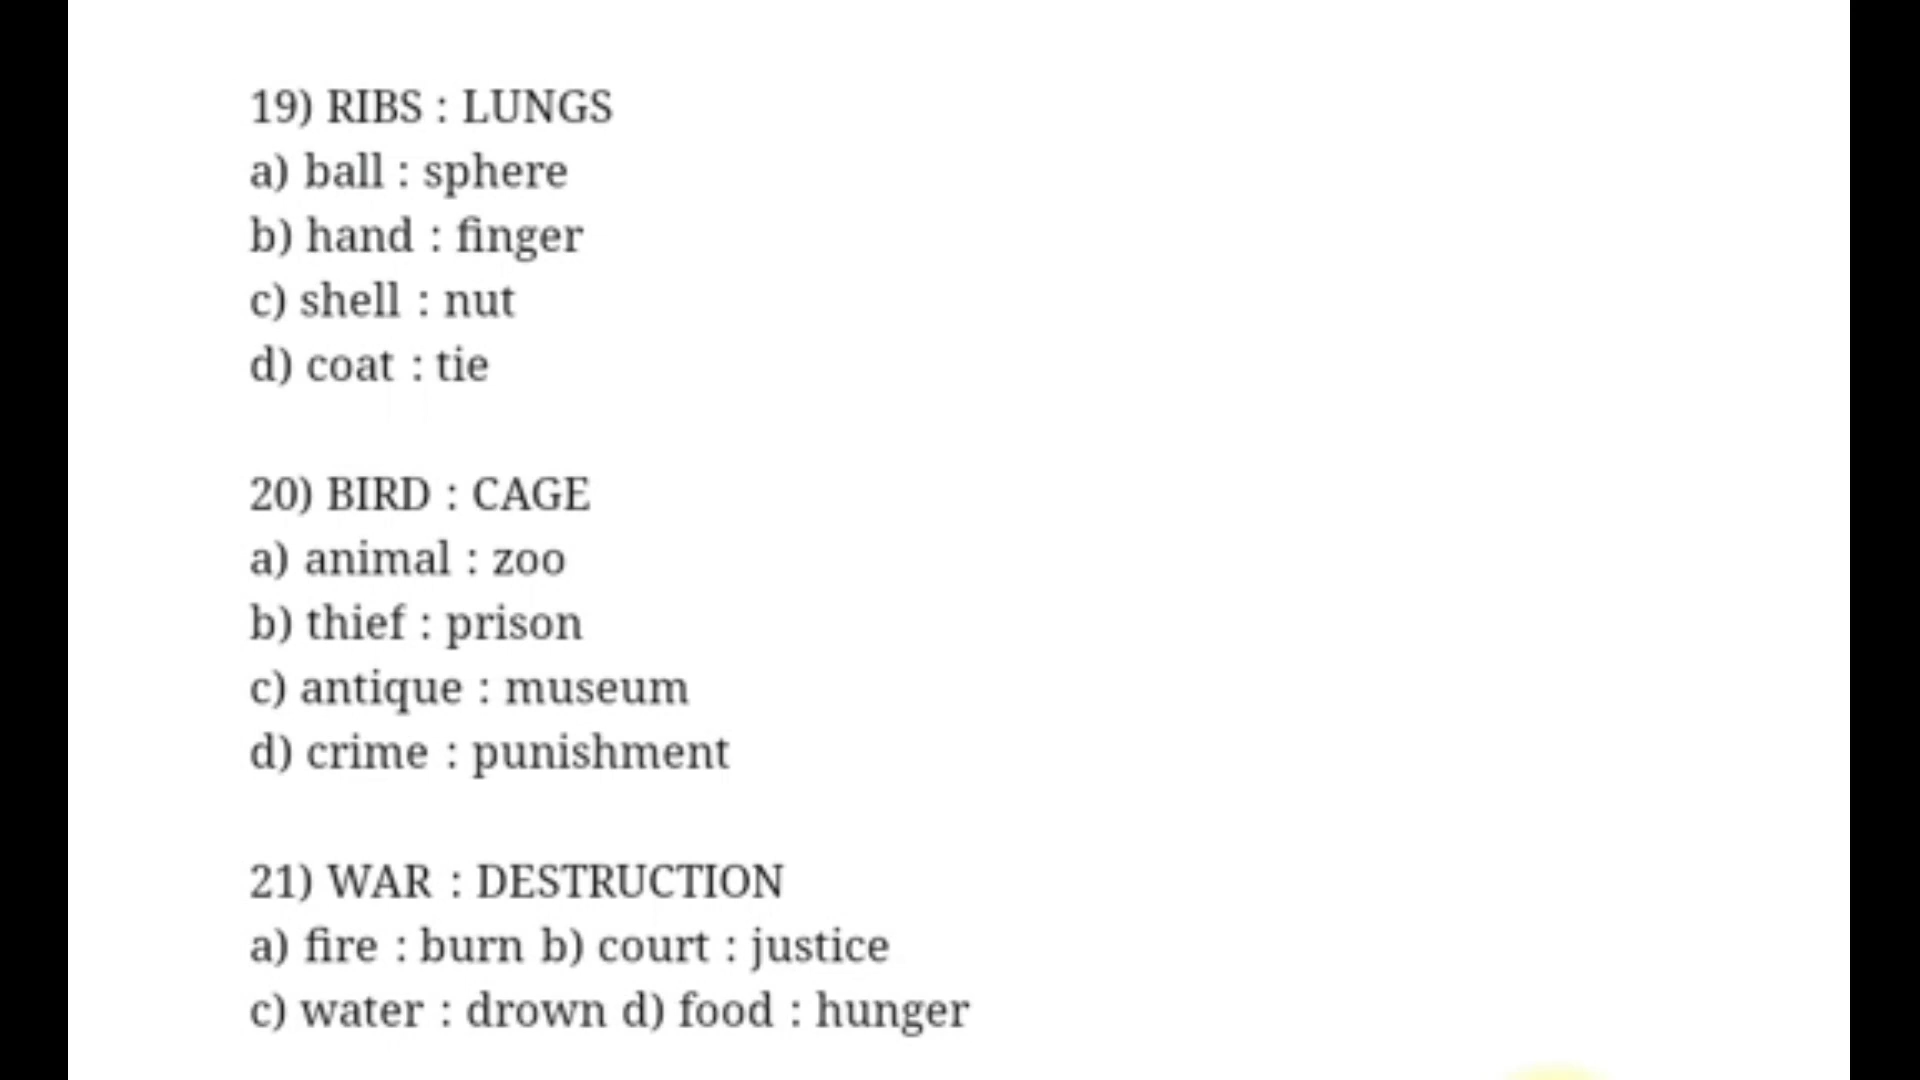 19) RIBS : LUNGS
a) ball : sphere
b) hand : finger
c) shell : nut
d) coat : tie
20) BIRD : CAGE
a) animal : zoo
b) thief : prison
c) antique : museum
d) crime : punishment
21) WAR : DESTRUCTION
a) fire : burn b) court : justice
c) water : drown d) food : hunger